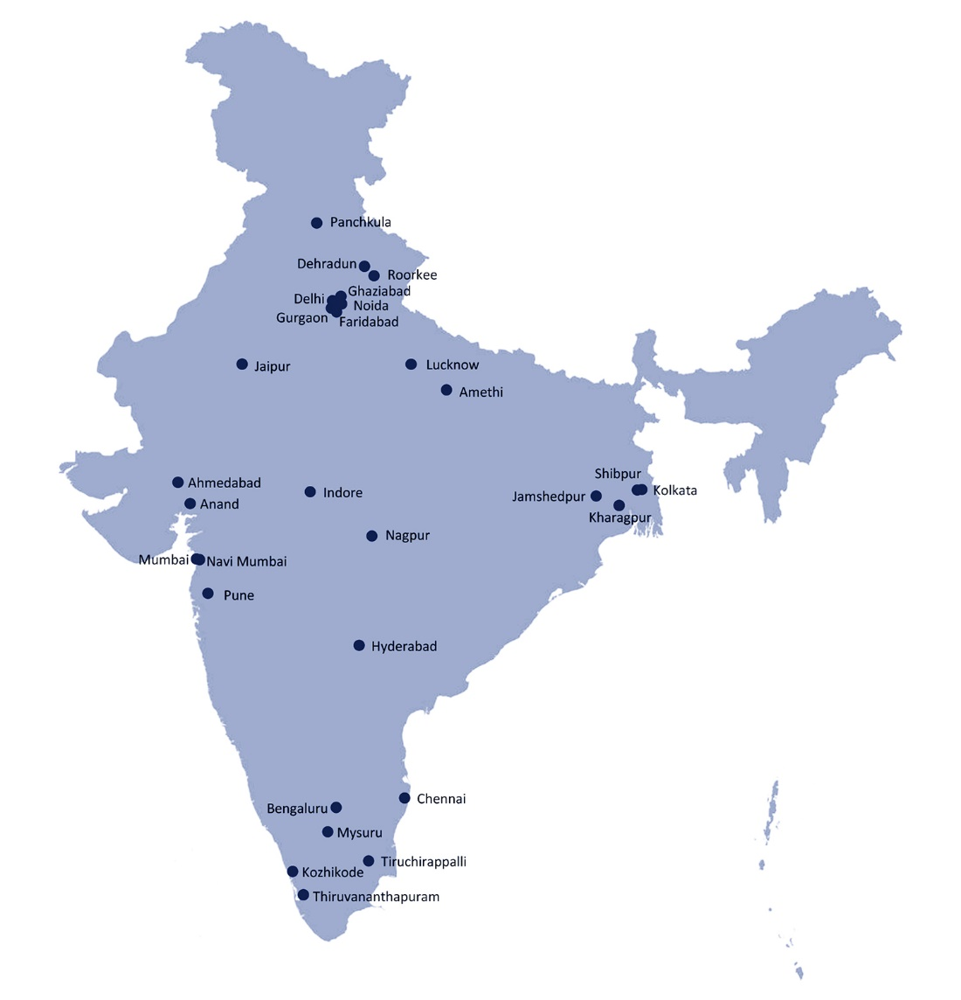 Panchkula
Dehradun
Roorkee
Ghaziabad
Delhi
Noida
Gurgaon
Faridabad
Jaipur
Lucknow
Amethi
Shibpur
Ahmedabad
Kolkata
Indore
Jamshedpur
Anand
Kharagpur
Nagpur
Mumbai
Navi Mumbai
Pune
Hyderabad
Chennai
Bengaluru
Mysuru
Tiruchirappalli
Kozhikode
Thiruvananthapuram